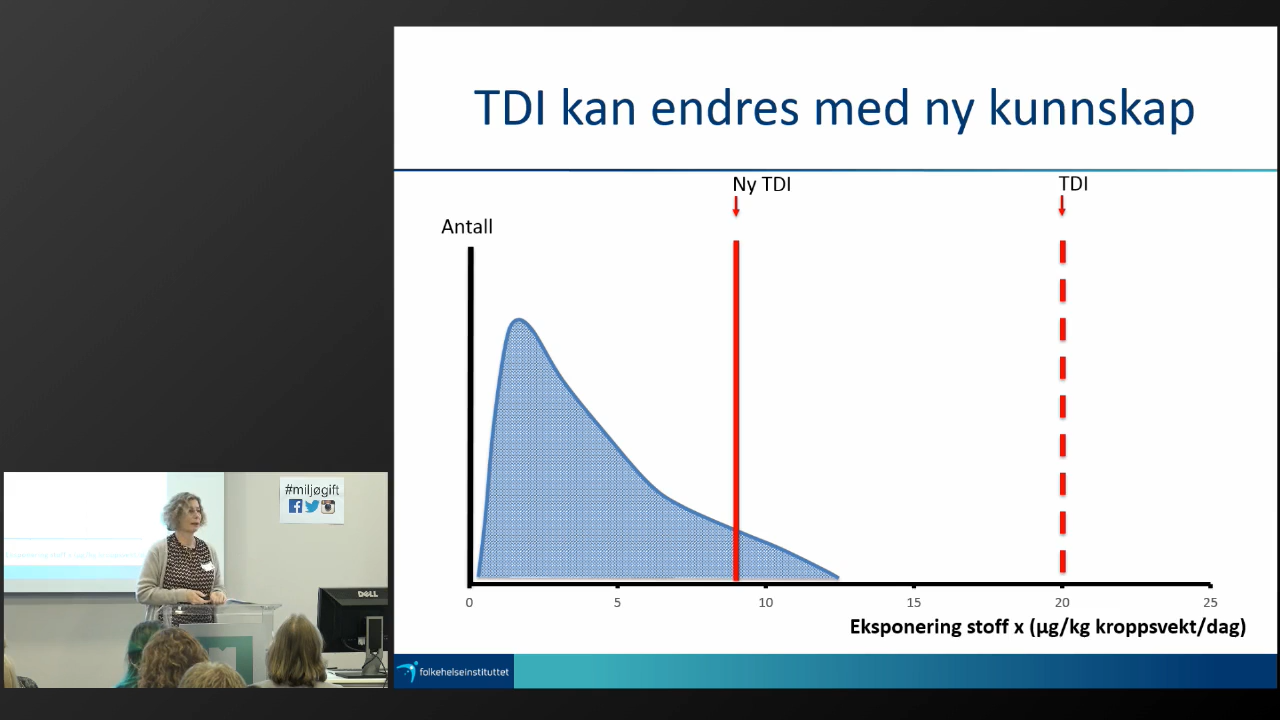 TDI kan endres med ny kunnskap
Ny TDI
TDI
Antall
0
5
10
15
20
25
Eksponering stoff x (µg/kg kroppsvekt/dag)
folkehelseinstituttet
#miljøgift
DELL